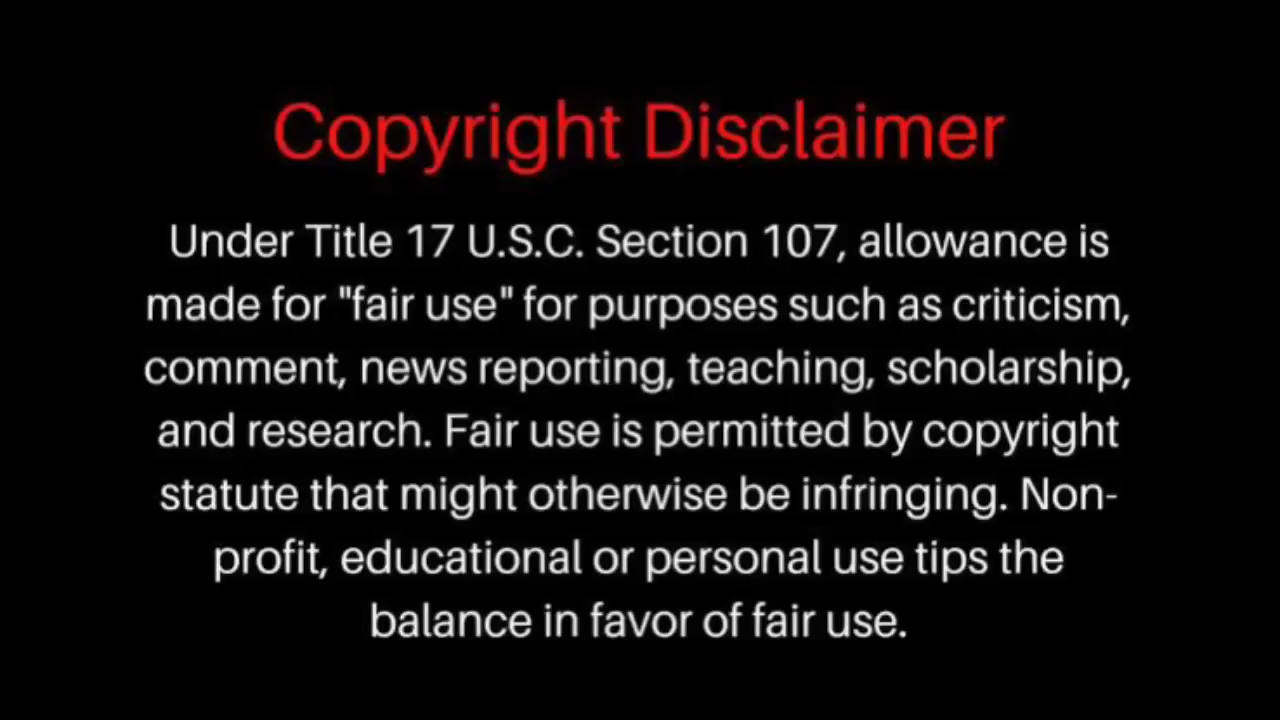 Copyright Disclaimer
Under Title 17 U.S.C. Section 107, allowance is
made for "fair use" for purposes such as criticism,
comment, news reporting, teaching, scholarship,
and research. Fair use is permitted by copyright
statute that might otherwise be infringing. Non-
profit, educational or personal use tips the
balance in favor of fair use.